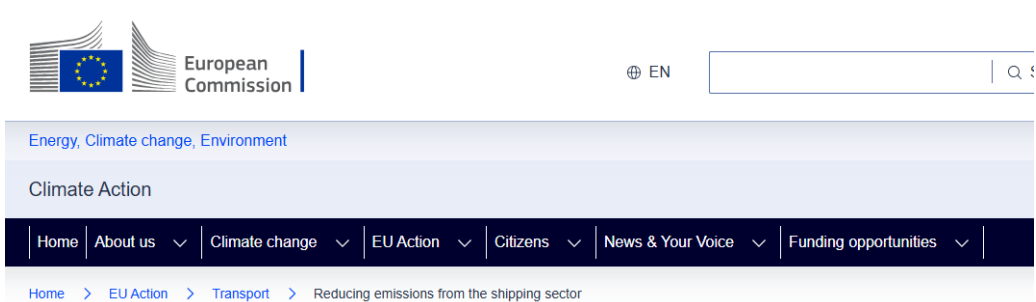 European
Commission
EN
Energy, Climate change, Environment
Climate Action
Home About us Climate change EU Action Citizens News & Your Voice Funding opportunities
Home > EU Action > Transport > Reducing emissions from the shipping sector